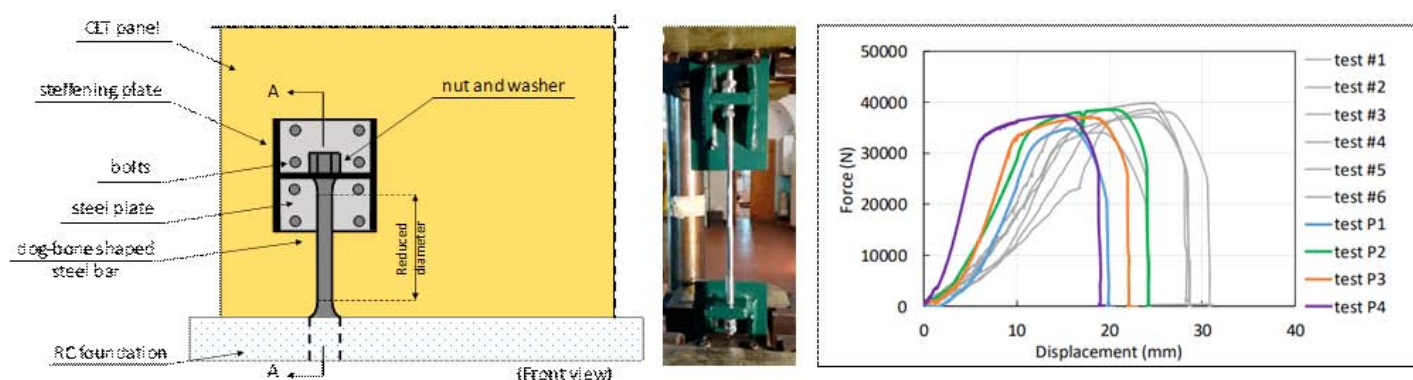 CLT panel
steffening plate
A
nut and washer
bolts
steel plate
dog-bone shaped
steel bar
Reduced
diameter
RC foundation
A
(Front view)
50000
40000
30000
20000
10000
0
Force (N)
0
10
20
30
40
Displacement (mm)
test #1
test #2
test #3
test #4
test #5
test #6
test P1
test P2
test P3
test P4